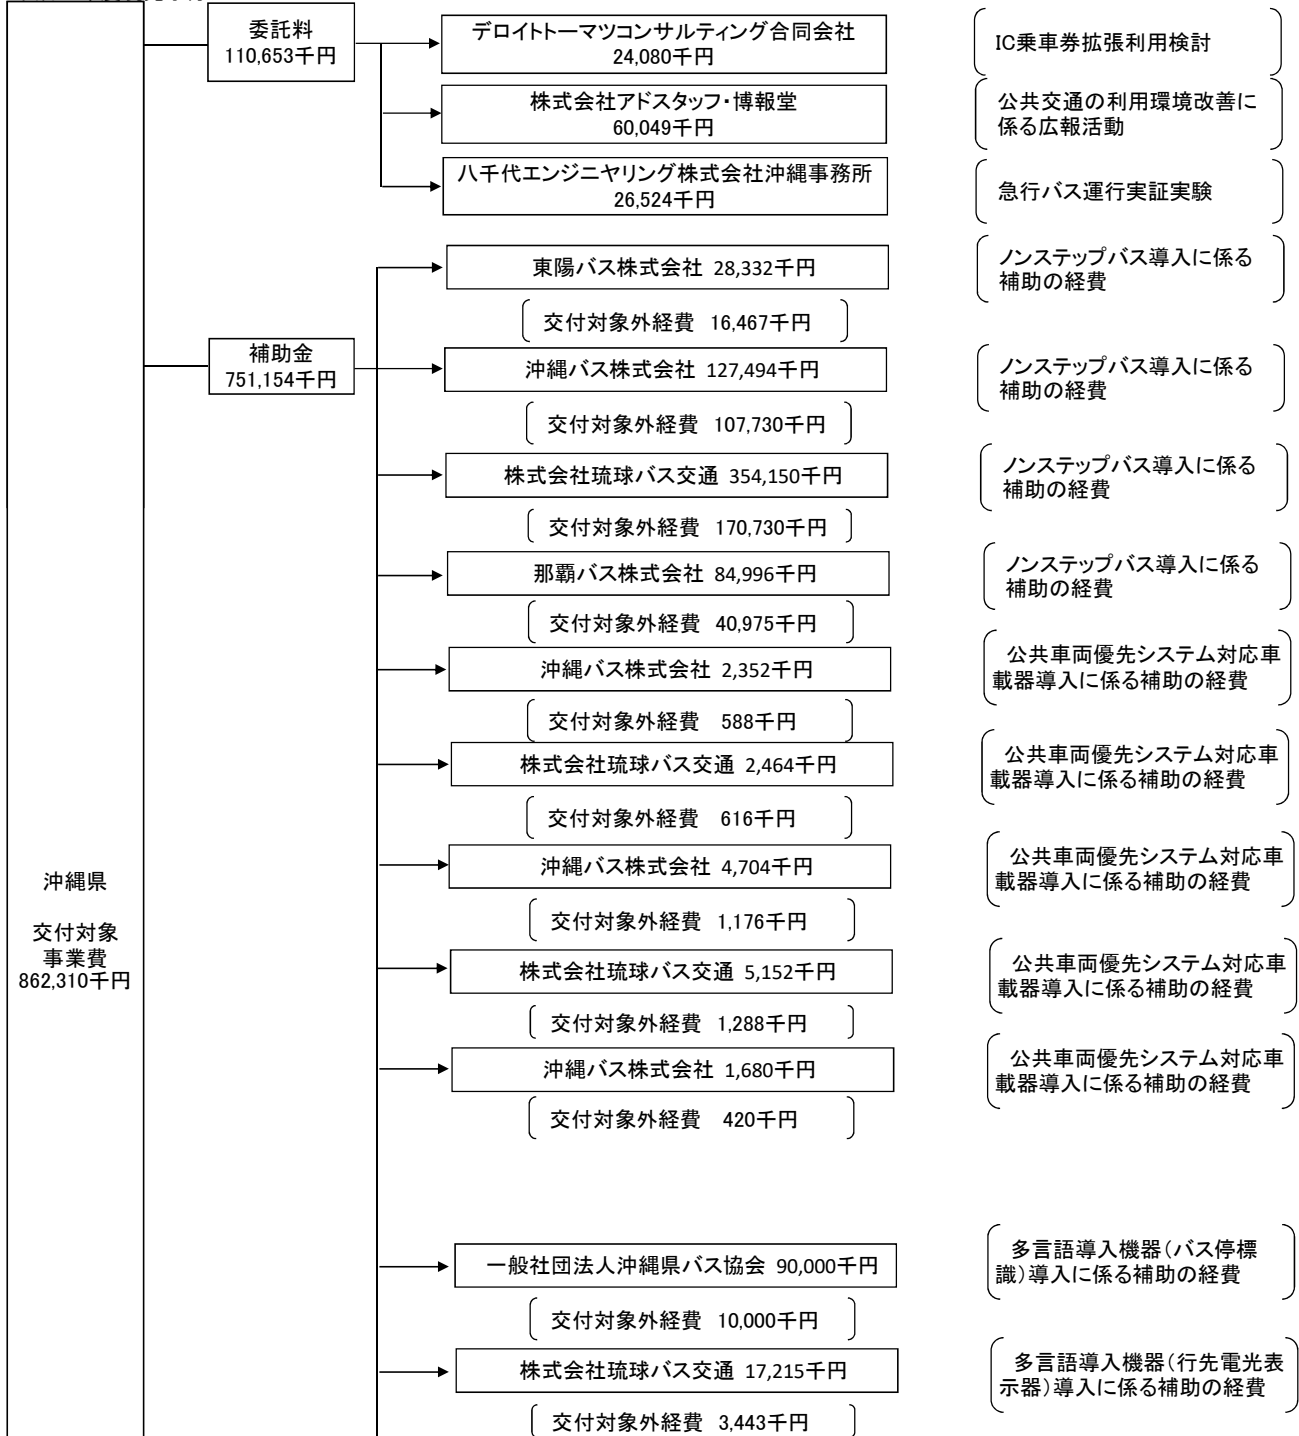 委託料
110,653千円
デロイトトーマツコンサルティング合同会社
24,080千円
IC乗車券拡張利用検討
株式会社アドスタッフ・博報堂
60,049千円
公共交通の利用環境改善に
係る広報活動
八千代エンジニヤリング株式会社沖縄事務所
26,524千円
急行バス運行実証実験
東陽バス株式会社 28,332千円
ノンステップバス導入に係る
補助の経費
交付対象外経費 16,467千円
補助金
751,154千円
沖縄バス株式会社 127,494千円
ノンステップバス導入に係る
補助の経費
交付対象外経費 107,730千円
株式会社琉球バス交通 354,150千円
ノンステップバス導入に係る
補助の経費
交付対象外経費 170,730千円
那覇バス株式会社 84,996千円
ノンステップバス導入に係る
補助の経費
交付対象外経費 40,975千円
沖縄バス株式会社 2,352千円
公共車両優先システム対応車
載器導入に係る補助の経費
交付対象外経費 588千円
株式会社琉球バス交通 2,464千円
公共車両優先システム対応車
載器導入に係る補助の経費
交付対象外経費 616千円
沖縄バス株式会社 4,704千円
公共車両優先システム対応車
載器導入に係る補助の経費
交付対象外経費 1,176千円
沖縄県
交付対象
事業費
862,310千円
株式会社琉球バス交通 5,152千円
公共車両優先システム対応車
載器導入に係る補助の経費
交付対象外経費 1,288千円
沖縄バス株式会社 1,680千円
公共車両優先システム対応車
載器導入に係る補助の経費
交付対象外経費 420千円
一般社団法人沖縄県バス協会 90,000千円
多言語導入機器（バス停標
識）導入に係る補助の経費
交付対象外経費 10,000千円
株式会社琉球バス交通 17,215千円
多言語導入機器（行先電光表
示器）導入に係る補助の経費
交付対象外経費 3,443千円